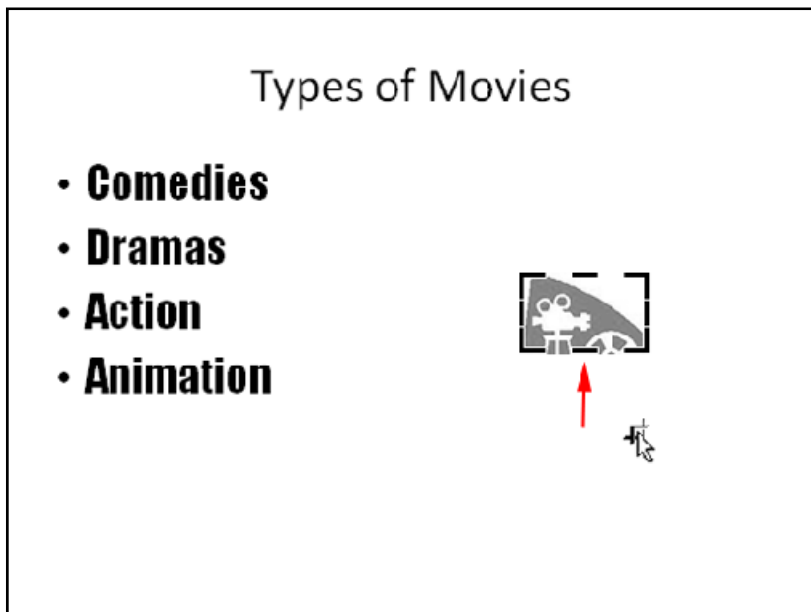 Types of Movies
• Comedies
• Dramas
• Action
• Animation